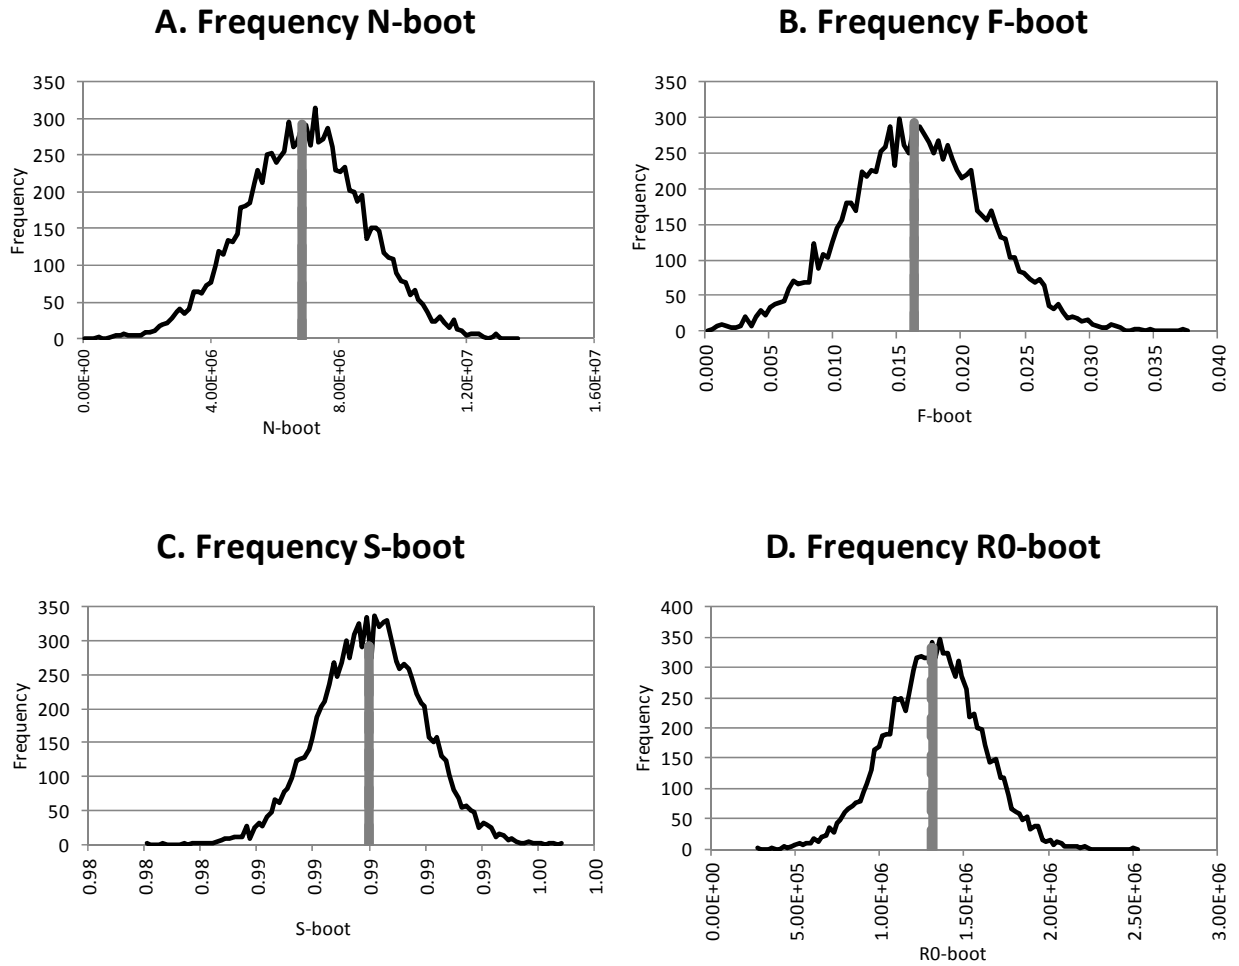 A. Frequency N-boot
350
300
250
200
150
100
50
0
Frequency
0.00E+00
4.00E+06
8.00E+06
1.20E+07
1.60E+07
N-boot
B. Frequency F-boot
350
300
250
200
150
100
50
0
Frequency
0.000
0.005
0.010
0.015
0.020
0.025
0.030
0.035
0.040
F-boot
C. Frequency S-boot
350
300
250
200
150
100
50
0
Frequency
0.98
0.98
0.98
0.99
0.99
0.99
0.99
0.99
1.00
1.00
S-boot
D. Frequency R0-boot
400
350
300
250
200
150
100
50
0
Frequency
0.00E+00
5.00E+05
1.00E+06
1.50E+06
2.00E+06
2.50E+06
3.00E+06
R0-boot